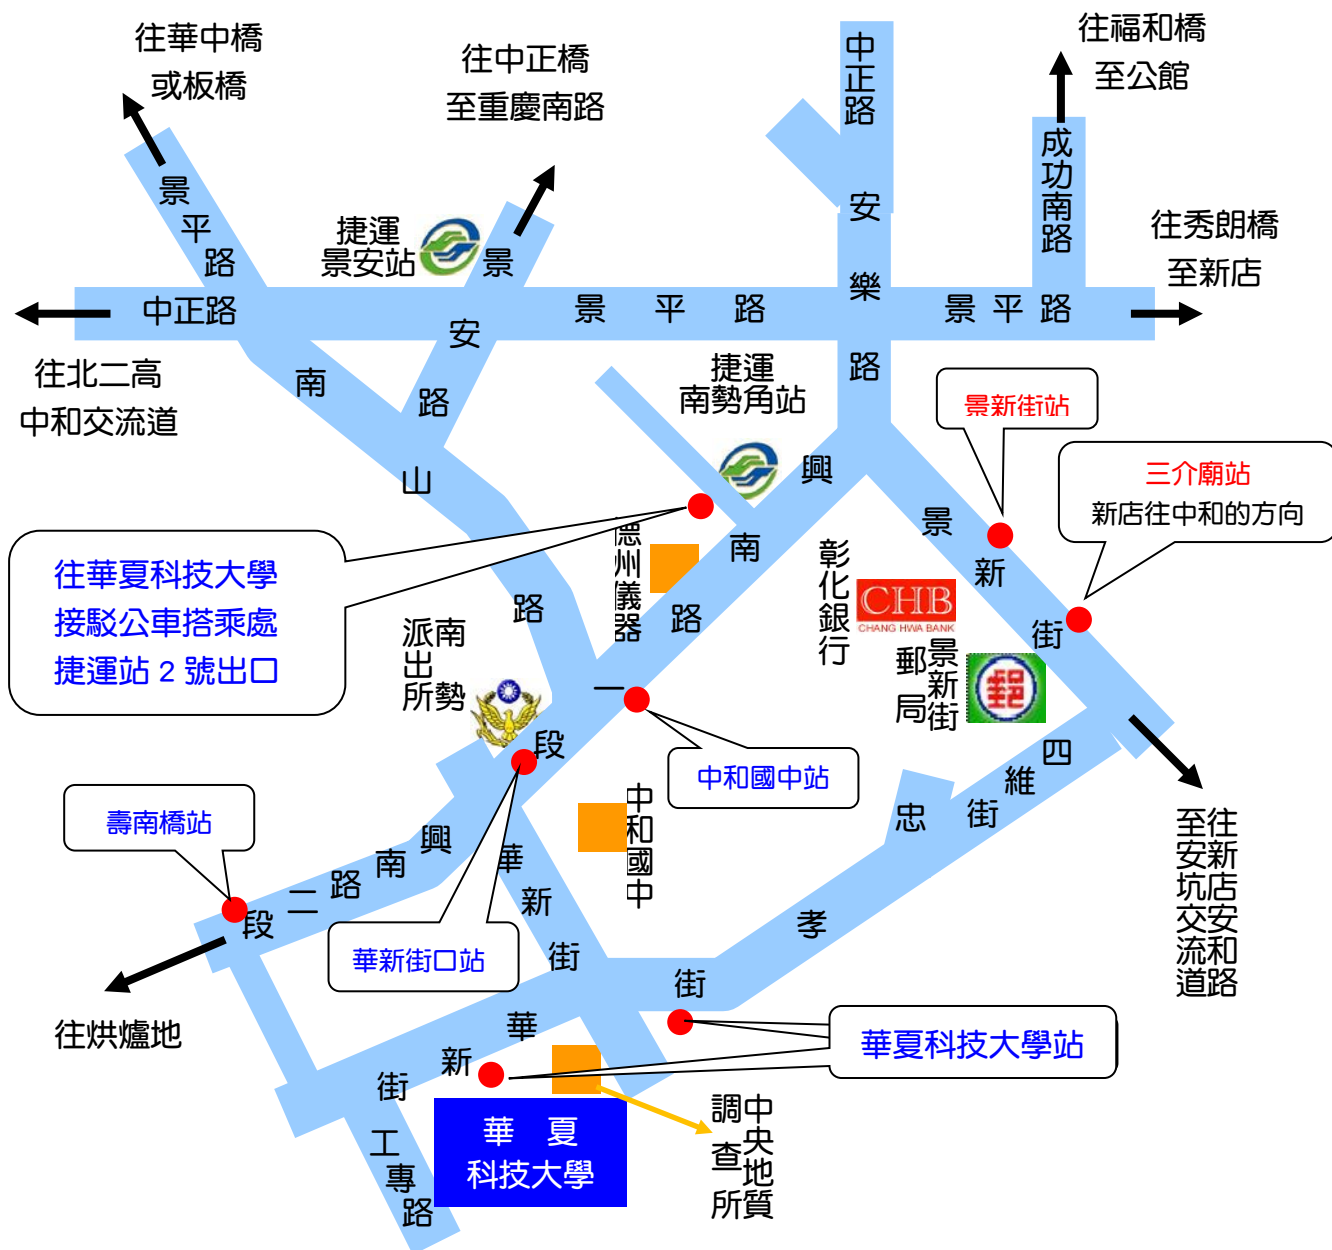 往華中橋
或板橋
往中正橋
至重慶南路
中正路
往福和橋
至公館
成功南路
往秀朗橋
至新店
景平路
捷運
景安站
景安路
安樂路
中正路
景平路
景平路
往北二高
中和交流道
南山路
捷運
南勢角站
景新街站
三介廟站
新店往中和的方向
往華夏科技大學
接駁公車搭乘處
捷運站 2 號出口
州儀器
興南路一段
景新街
彰化銀行
CHB
CHANG HWA BANK
景新街
郵局
郵
南勢
派出所
中和國中站
中和國中
壽南橋站
興南路二段
華新街口站
華新街
四維街
忠孝街
往新店安和路
至安坑交流道
往烘爐地
華新街
華夏科技大學站
華夏
科技大學
中央地質
調查所
工專路